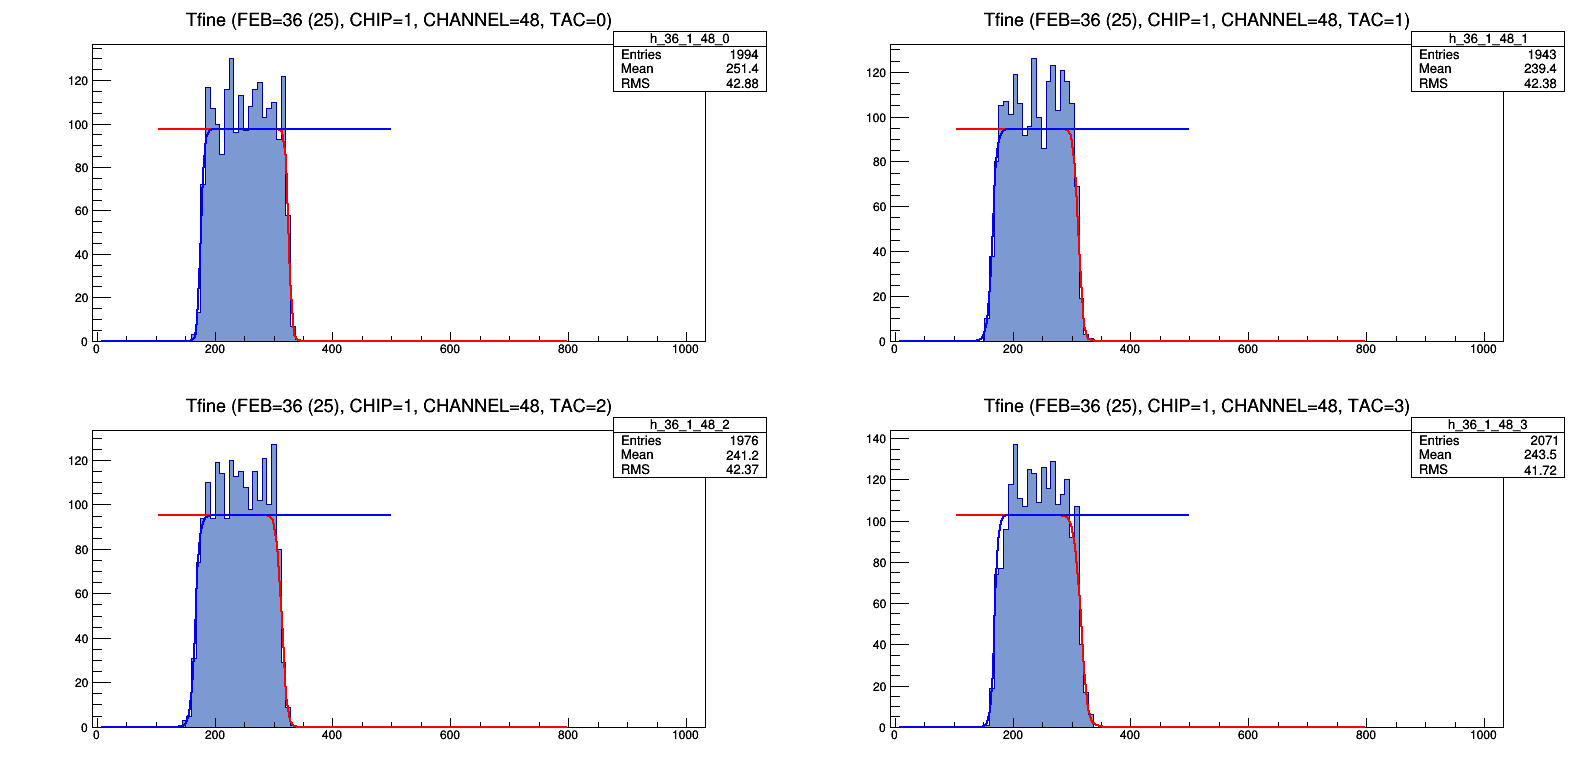 Tfine (FEB=36 (25), CHIP=1, CHANNEL=48, TAC=0)
h_36_1_48_0
Entries 1994
Mean 251.4
RMS 42.88
120
100
80
60
40
20
0
0 200 400 600 800 1000
Tfine (FEB=36 (25), CHIP=1, CHANNEL=48, TAC=1)
h_36_1_48_1
Entries 1943
Mean 239.4
RMS 42.38
120
100
80
60
40
20
0
0 200 400 600 800 1000
Tfine (FEB=36 (25), CHIP=1, CHANNEL=48, TAC=2)
h_36_1_48_2
Entries 1976
Mean 241.2
RMS 42.37
120
100
80
60
40
20
0
0 200 400 600 800 1000
Tfine (FEB=36 (25), CHIP=1, CHANNEL=48, TAC=3)
h_36_1_48_3
Entries 2071
Mean 243.5
RMS 41.72
140
120
100
80
60
40
20
0
0 200 400 600 800 1000